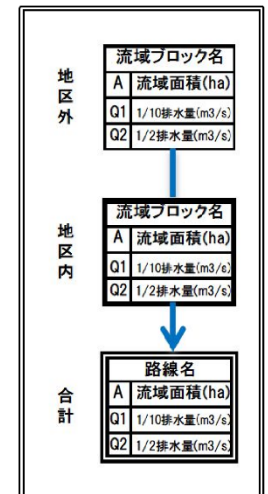 地区外
流域ブロック名
A 流域面積(ha)
Q1 1/10排水量(m3/s)
Q2 1/2排水量(m3/s)
地区内
流域ブロック名
A 流域面積(ha)
Q1 1/10排水量(m3/s)
Q2 1/2排水量(m3/s)
合計
路線名
A 流域面積(ha)
Q1 1/10排水量(m3/s)
Q2 1/2排水量(m3/s)